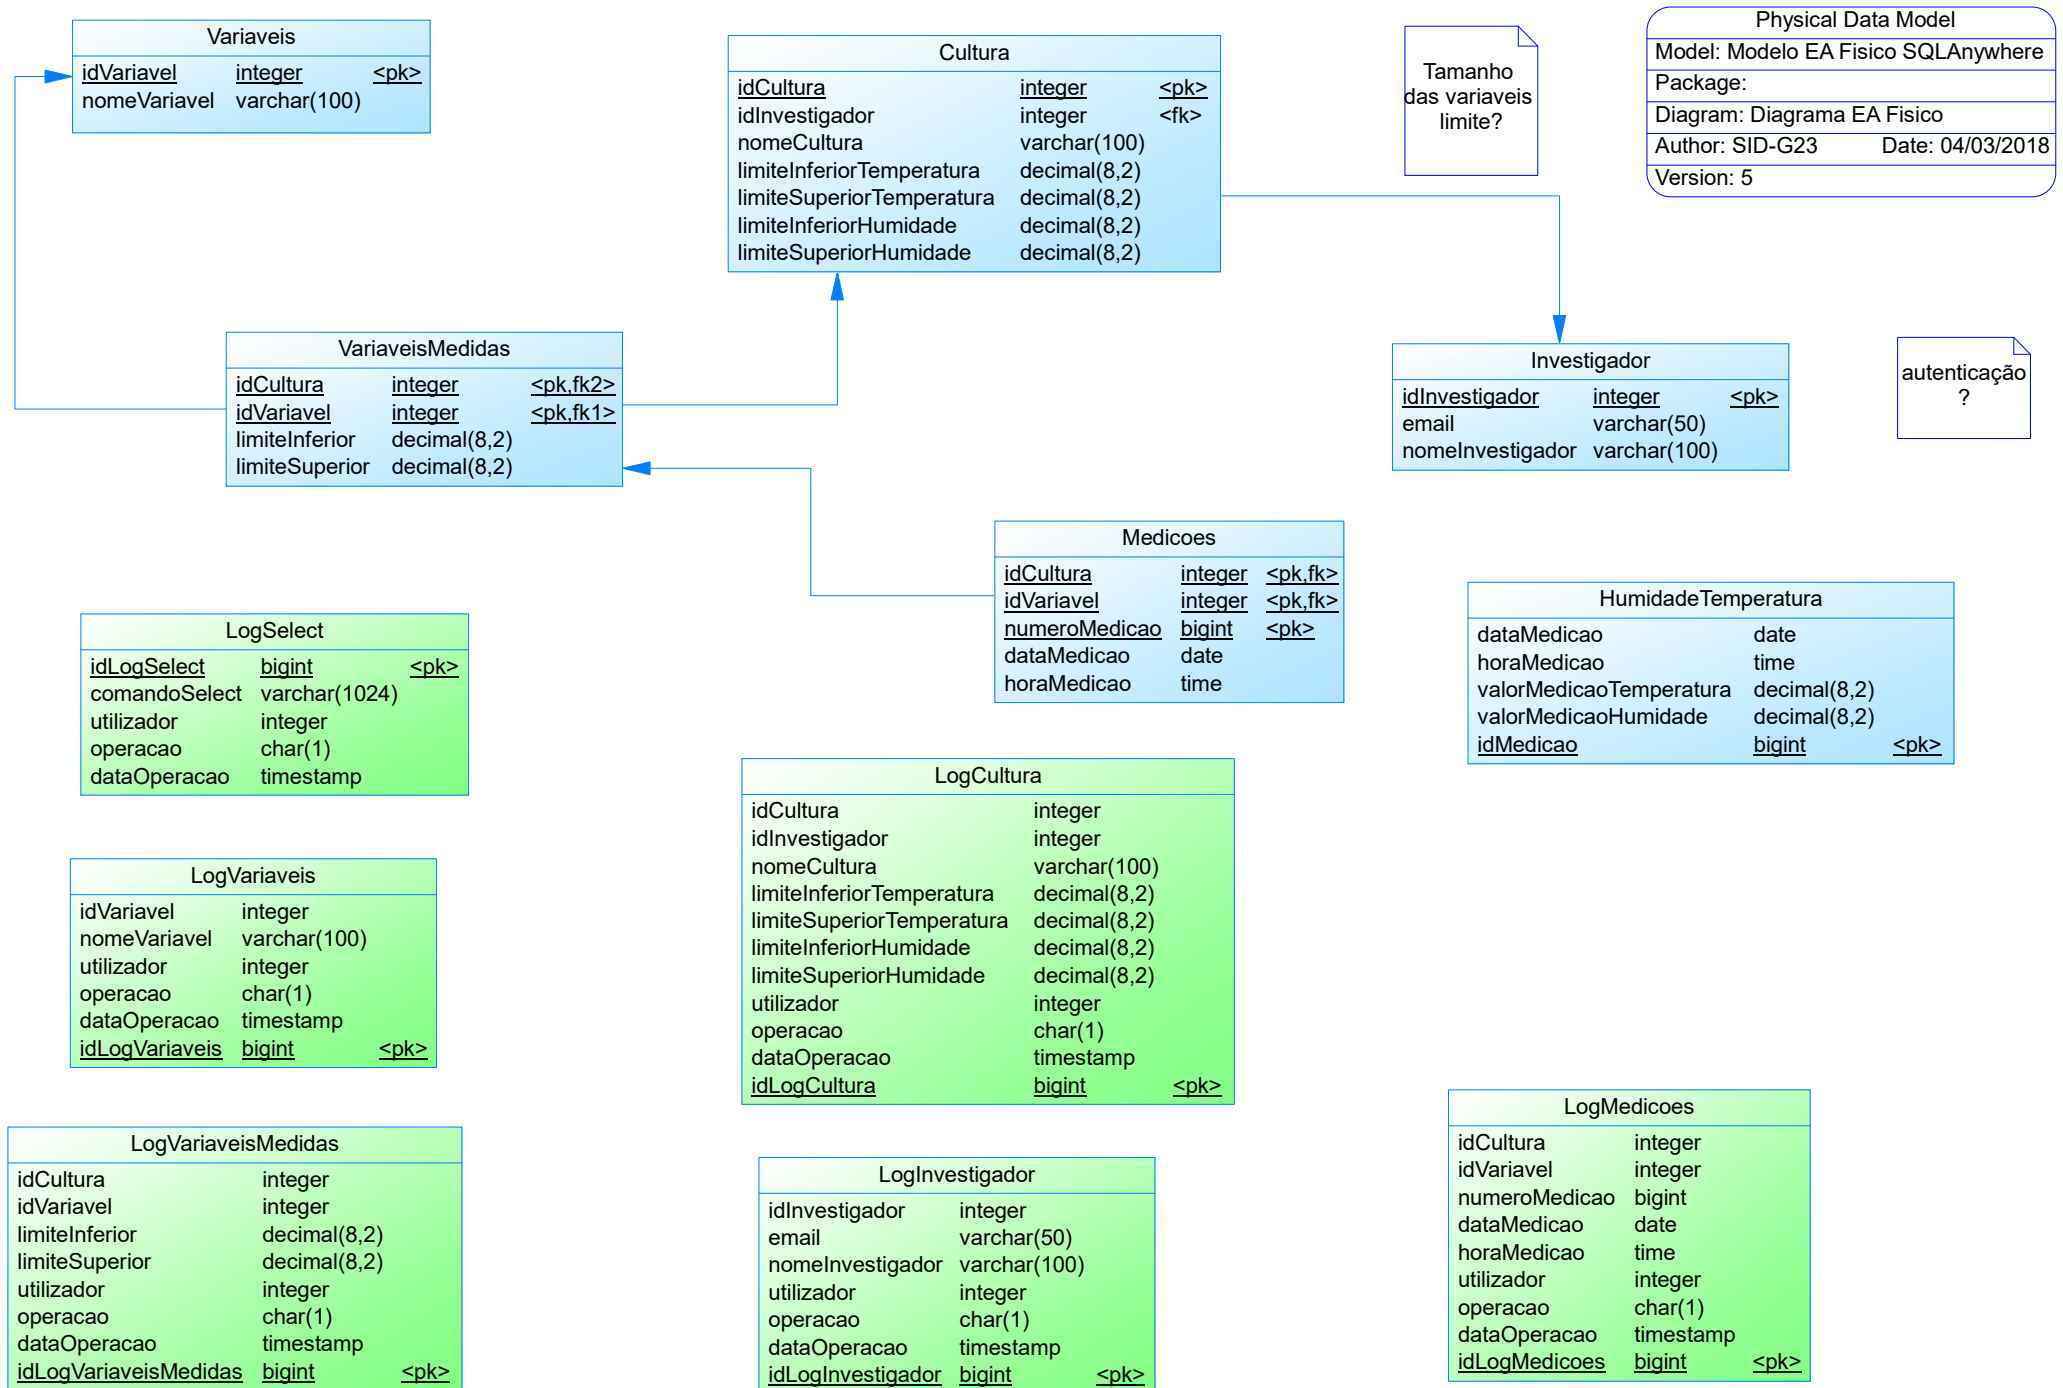 Variaveis
idVariavel integer <pk>
nomeVariavel varchar(100)
Cultura
idCultura integer <pk>
idInvestigador integer <fk>
nomeCultura varchar(100)
limiteInferiorTemperatura decimal(8,2)
limiteSuperiorTemperatura decimal(8,2)
limiteInferiorHumidade decimal(8,2)
limiteSuperiorHumidade decimal(8,2)
Tamanho
das variaveis
limite?
Physical Data Model
Model: Modelo EA Fisico SQLAnywhere
Package:
Diagram: Diagrama EA Fisico
Author: SID-G23 Date: 04/03/2018
Version: 5
VariaveisMedidas
idCultura integer <pk,fk2>
idVariavel integer <pk,fk1>
limiteInferior decimal(8,2)
limiteSuperior decimal(8,2)
Investigador
idInvestigador integer <pk>
email varchar(50)
nomeInvestigador varchar(100)
autenticação
?
Medicoes
idCultura integer <pk,fk>
idVariavel integer <pk,fk>
numeroMedicao bigint <pk>
dataMedicao date
horaMedicao time
HumidadeTemperatura
dataMedicao date
horaMedicao time
valorMedicaoTemperatura decimal(8,2)
valorMedicaoHumidade decimal(8,2)
idMedicao bigint <pk>
LogSelect
idLogSelect bigint <pk>
comandoSelect varchar(1024)
utilizador integer
operacao char(1)
dataOperacao timestamp
LogCultura
idCultura integer
idInvestigador integer
nomeCultura varchar(100)
limiteInferiorTemperatura decimal(8,2)
limiteSuperiorTemperatura decimal(8,2)
limiteInferiorHumidade decimal(8,2)
limiteSuperiorHumidade decimal(8,2)
utilizador integer
operacao char(1)
dataOperacao timestamp
idLogCultura bigint <pk>
LogVariaveis
idVariavel integer
nomeVariavel varchar(100)
utilizador integer
operacao char(1)
dataOperacao timestamp
idLogVariaveis bigint <pk>
LogVariaveisMedidas
idCultura integer
idVariavel integer
limiteInferior decimal(8,2)
limiteSuperior decimal(8,2)
utilizador integer
operacao char(1)
dataOperacao timestamp
idLogVariaveisMedidas bigint <pk>
LogInvestigador
idInvestigador integer
email varchar(50)
nomeInvestigador varchar(100)
utilizador integer
operacao char(1)
dataOperacao timestamp
idLogInvestigador bigint <pk>
LogMedicoes
idCultura integer
idVariavel integer
numeroMedicao bigint
dataMedicao date
horaMedicao time
utilizador integer
operacao char(1)
dataOperacao timestamp
idLogMedicoes bigint <pk>